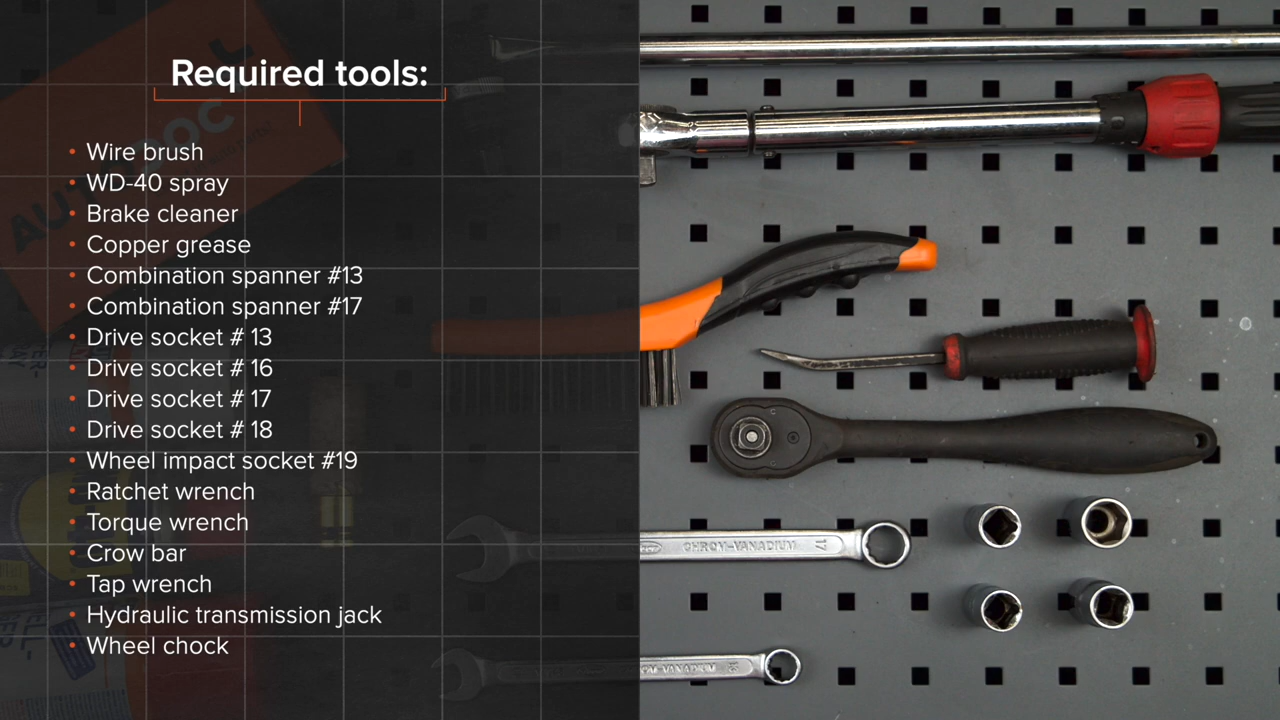 Required tools:
Wire brush
WD-40 spray
Brake cleaner
Copper grease
Combination spanner #13
Combination spanner #17
Drive socket # 13
Drive socket # 16
Drive socket # 17
Drive socket # 18
Wheel impact socket #19
Ratchet wrench
Torque wrench
Crow bar
Tap wrench
Hydraulic transmission jack
Wheel chock
CHROM-VANADIUM 17